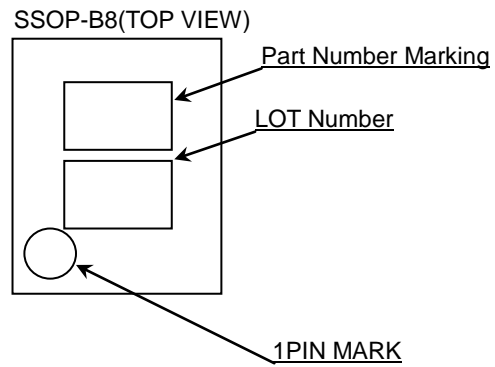 SSOP-B8(TOP VIEW)
Part Number Marking
LOT Number
1PIN MARK